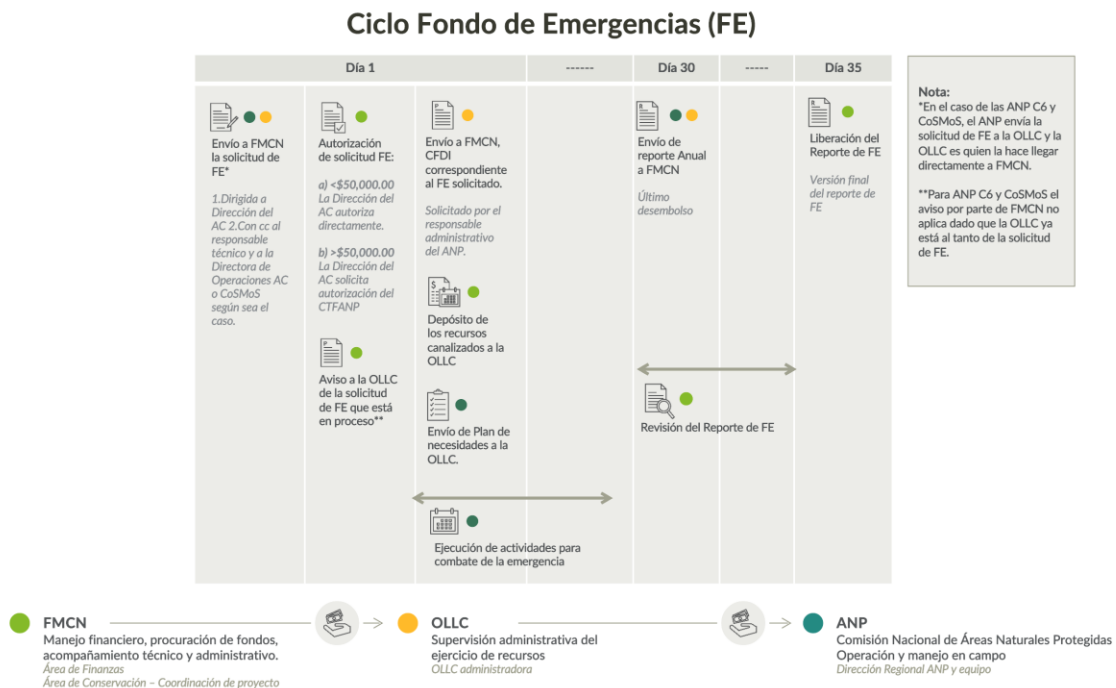 Ciclo Fondo de Emergencias (FE)
Día 1
------
Día 30
-----
Día 35
Envío a FMCN
la solicitud de
FE*
1.Dirigida a
Dirección del
AC 2.Con cc al
responsable
técnico y a la
Directora de
Operaciones AC
o CoSMoS
según sea el
caso.
Autorización
de solicitud FE:
a) <$50,000.00
La Dirección del
AC autoriza
directamente.
b) >$50,000.00
La Dirección del
AC solicita
autorización del
CTFANP
Aviso a la OLLC
de la solicitud
de FE que está
en proceso**
Envío a FMCN,
CFDI
correspondiente
al FE solicitado.
Solicitado por el
responsable
administrativo
del ANP.
Depósito de
los recursos
canalizados a la
OLLC
Envío de Plan de
necesidades a la
OLLC.
Ejecución de actividades para
combate de la emergencia
Envío de
reporte Anual
a FMCN
Último
desembolso
Revisión del Reporte de FE
Liberación del
Reporte de FE
Versión final
del reporte de
FE
Nota:
*En el caso de las ANP C6 y
CoSMoS, el ANP envía la
solicitud de FE a la OLLC y la
OLLC es quien la hace llegar
directamente a FMCN.
**Para ANP C6 y CoSMoS el
aviso por parte de FMCN no
aplica dado que la OLLC ya
está al tanto de la solicitud
de FE.
FMCN
Manejo financiero, procuración de fondos,
acompañamiento técnico y administrativo.
Área de Finanzas
Área de Conservación – Coordinación de proyecto
OLLC
Supervisión administrativa del
ejercicio de recursos
OLLC administradora
ANP
Comisión Nacional de Áreas Naturales Protegidas
Operación y manejo en campo
Dirección Regional ANP y equipo